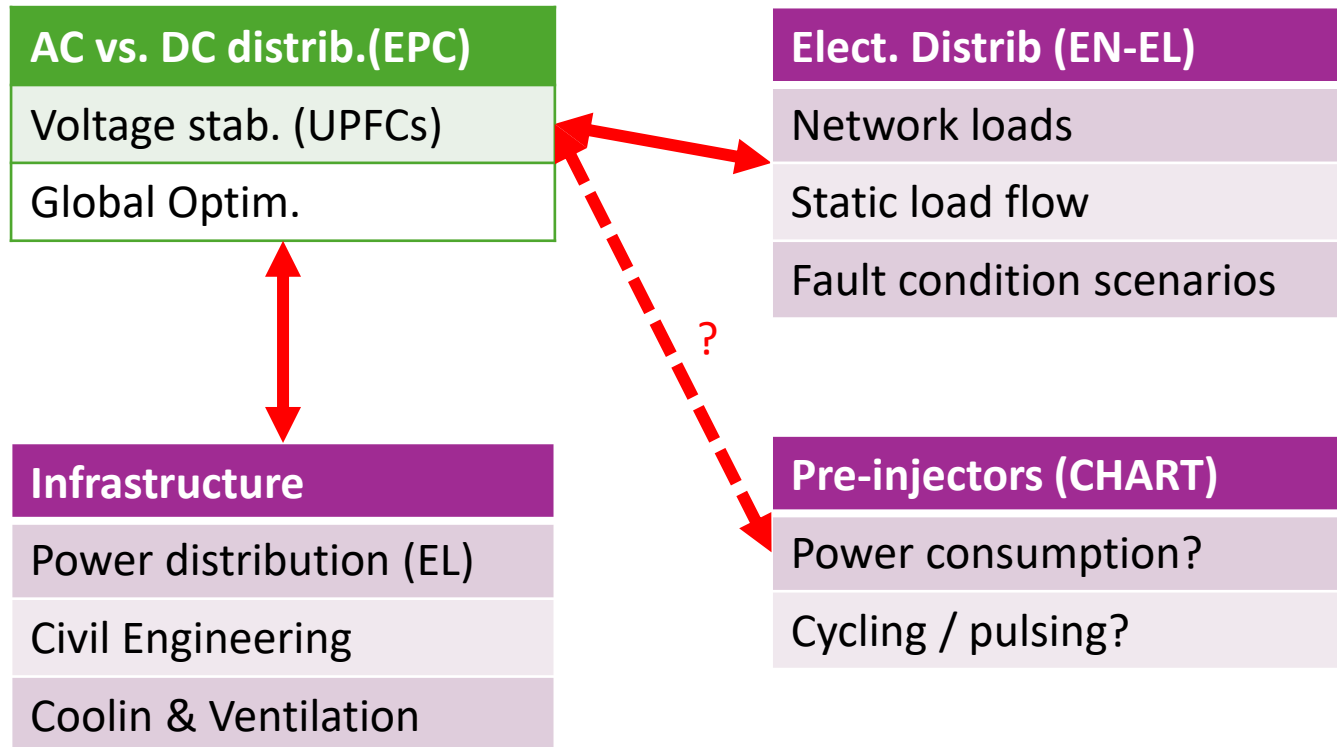 AC vs. DC distrib.(EPC)
Voltage stab. (UPFCs)
Global Optim.
Elect. Distrib (EN-EL)
Network loads
Static load flow
Fault condition scenarios
?
Infrastructure
Power distribution (EL)
Civil Engineering
Coolin & Ventilation
Pre-injectors (CHART)
Power consumption?
Cycling / pulsing?